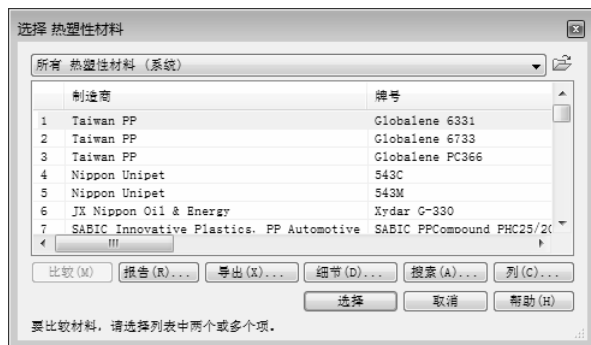 选择 热塑性材料
所有 热塑性材料 (系统)
制造商 牌号
1 Taiwan PP Globalene 6331
2 Taiwan PP Globalene 6733
3 Taiwan PP Globalene PC366
4 Nippon Unipet 543C
5 Nippon Unipet 543M
6 JX Nippon Oil & Energy Xydar G-330
7 SABIC Innovative Plastics, PP Automotive SABIC PPCompound PHC25/20
比较(M) 报告(R)... 导出(X)... 细节(D)... 搜索(A)... 列(C)...
选择 取消 帮助(H)
要比较材料，请选择列表中两个或多个项。